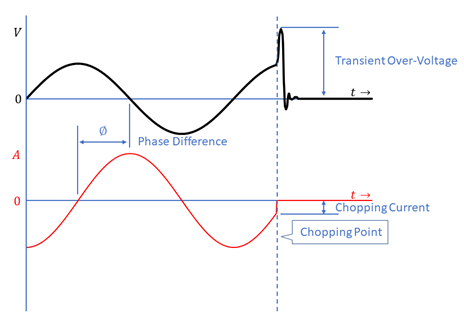 V
Transient Over-Voltage
t →
0
Ø
Phase Difference
A
t →
0
Chopping Current
Chopping Point